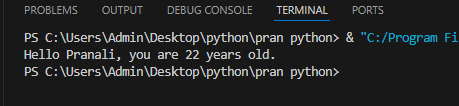 PROBLEMS OUTPUT DEBUG CONSOLE TERMINAL PORTS
PS C:\Users\Admin\Desktop\python\pran python> & "C:/Program Fi
Hello Pranali, you are 22 years old.
PS C:\Users\Admin\Desktop\python\pran python>